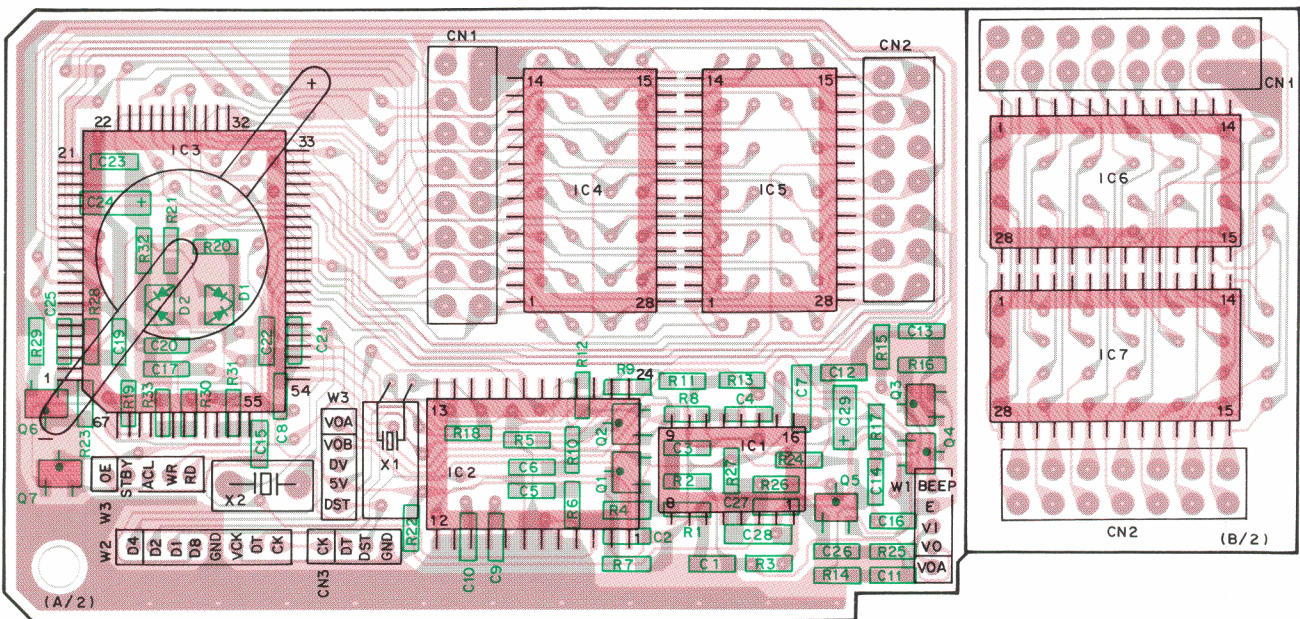 CN1
CN2
CN1
22
32
33
IC3
21
C23
C24
+
+
R21
R32
R20
D2
D1
C25
R28
R29
C19
C20
C17
C22
C21
1
67
R19
R33
R30
R31
55
54
Q6
R23
C15
C8
Q7
14
15
IC4
1
28
14
15
IC5
1
28
1
14
IC6
28
15
1
14
IC7
28
15
CN2
(B/2)
W3
OE
STBY
ACL
WR
RD
X2
W3
VOA
VOB
DV
5V
DST
X1
W2
D4
D2
D1
D8
GND
VCK
DT
CK
CN3
CK
DT
DST
GND
R22
(A/2)
13
R18
IC2
12
R5
C6
C5
R10
R6
R12
R9
24
Q2
Q1
R4
1
C2
R7
C10
C9
R11
R13
R8
C4
9
16
IC1
C3
R2
R27
R24
R26
8
C27
R1
C28
C1
R3
C7
C12
C29
+
R15
C13
R16
Q3
R17
Q4
C14
Q5
C16
C26
R25
R14
C11
W1
BEEP
E
V1
VO
VOA